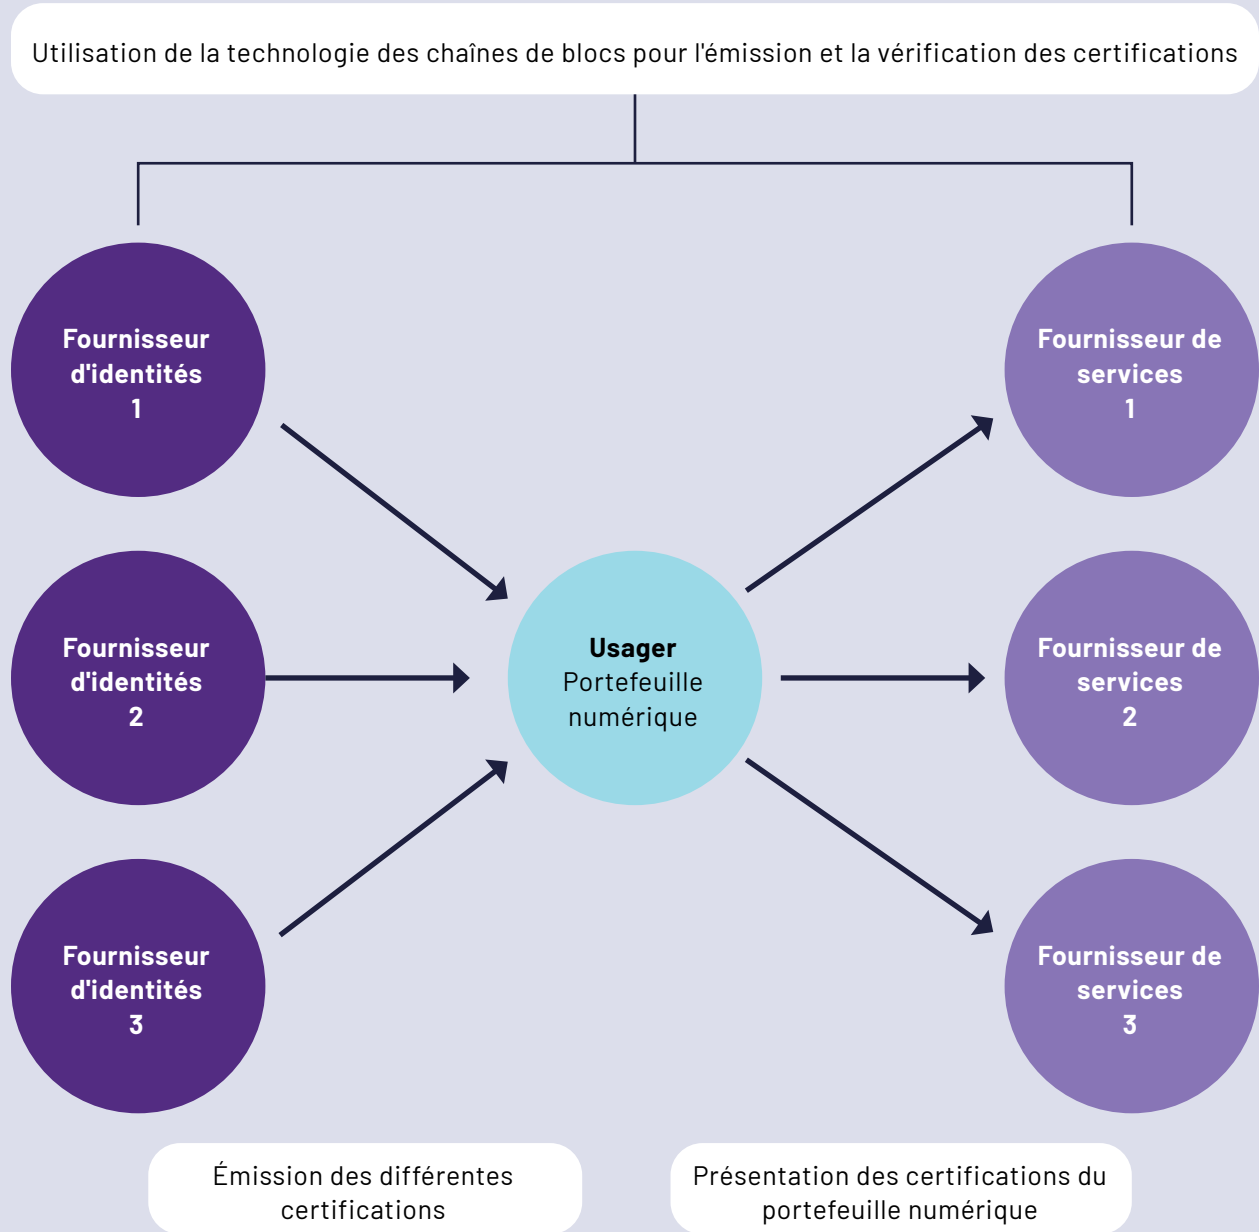 Utilisation de la technologie des chaînes de blocs pour l'émission et la vérification des certifications
Fournisseur
d'identités
1
Fournisseur de
services
1
Fournisseur
d'identités
2
Usager
Portefeuille
numérique
Fournisseur de
services
2
Fournisseur
d'identités
3
Fournisseur de
services
3
Émission des différentes
certifications
Présentation des certifications du
portefeuille numérique